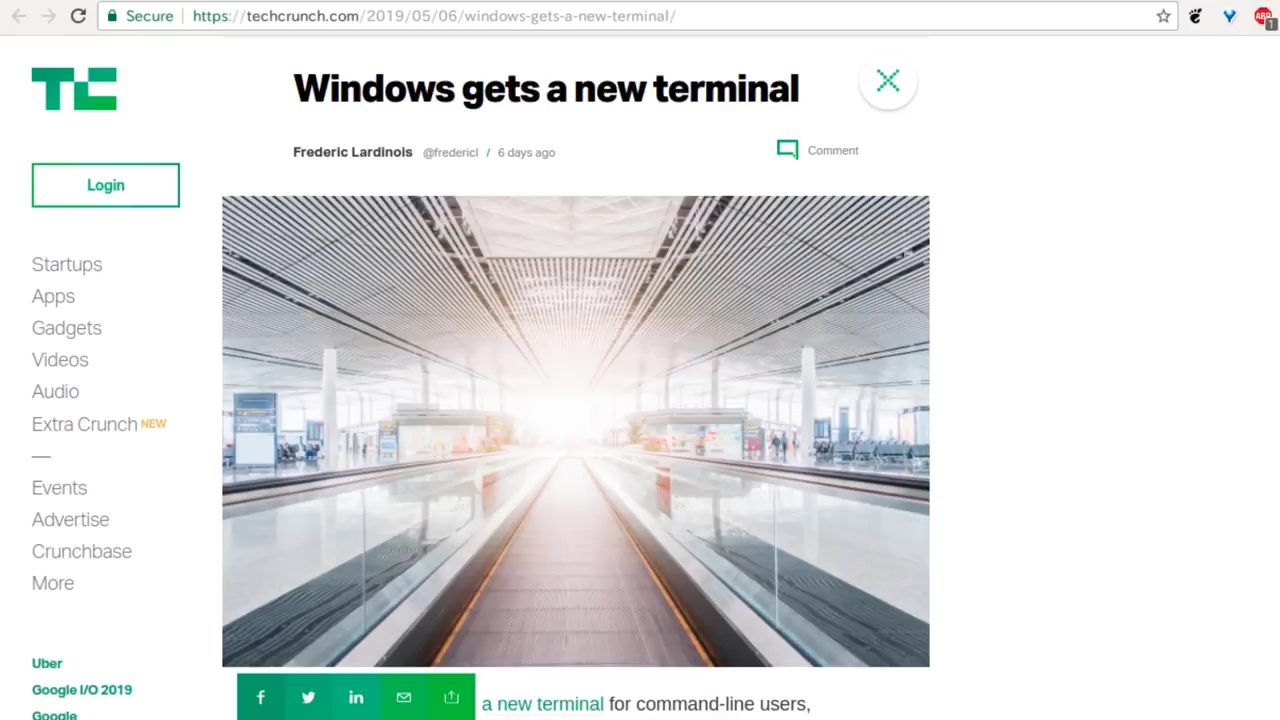 Secure
https://techcrunch.com/2019/05/06/windows-gets-a-new-terminal/
ABP
1
TC
Windows gets a new terminal
Frederic Lardinois @fredericl / 6 days ago
Comment
Login
Startups
Apps
Gadgets
Videos
Audio
Extra Crunch NEW
—
Events
Advertise
Crunchbase
More
Uber
Google I/O 2019
Google
a new terminal for command-line users,